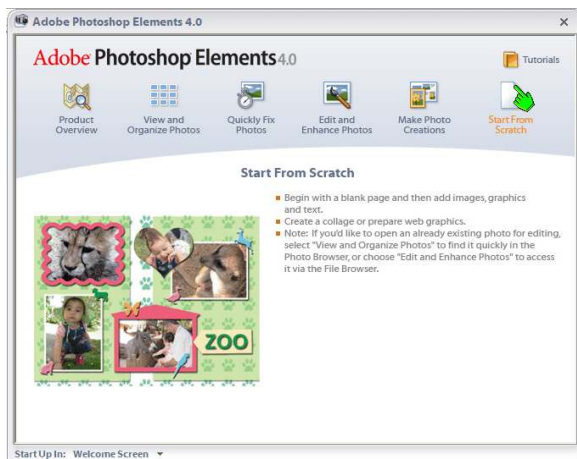 Adobe Photoshop Elements 4.0
Adobe Photoshop Elements 4.0
Tutorials
Product
Overview
View and
Organize Photos
Quickly Fix
Photos
Edit and
Enhance Photos
Make Photo
Creations
Start From
Scratch
Start From Scratch
Begin with a blank page and then add images, graphics
and text.
Create a collage or prepare web graphics.
Note: If you'd like to open an already existing photo for editing,
select "View and Organize Photos" to find it quickly in the
Photo Browser, or choose "Edit and Enhance Photos" to access
it via the File Browser.
ZOO
Start Up In: Welcome Screen